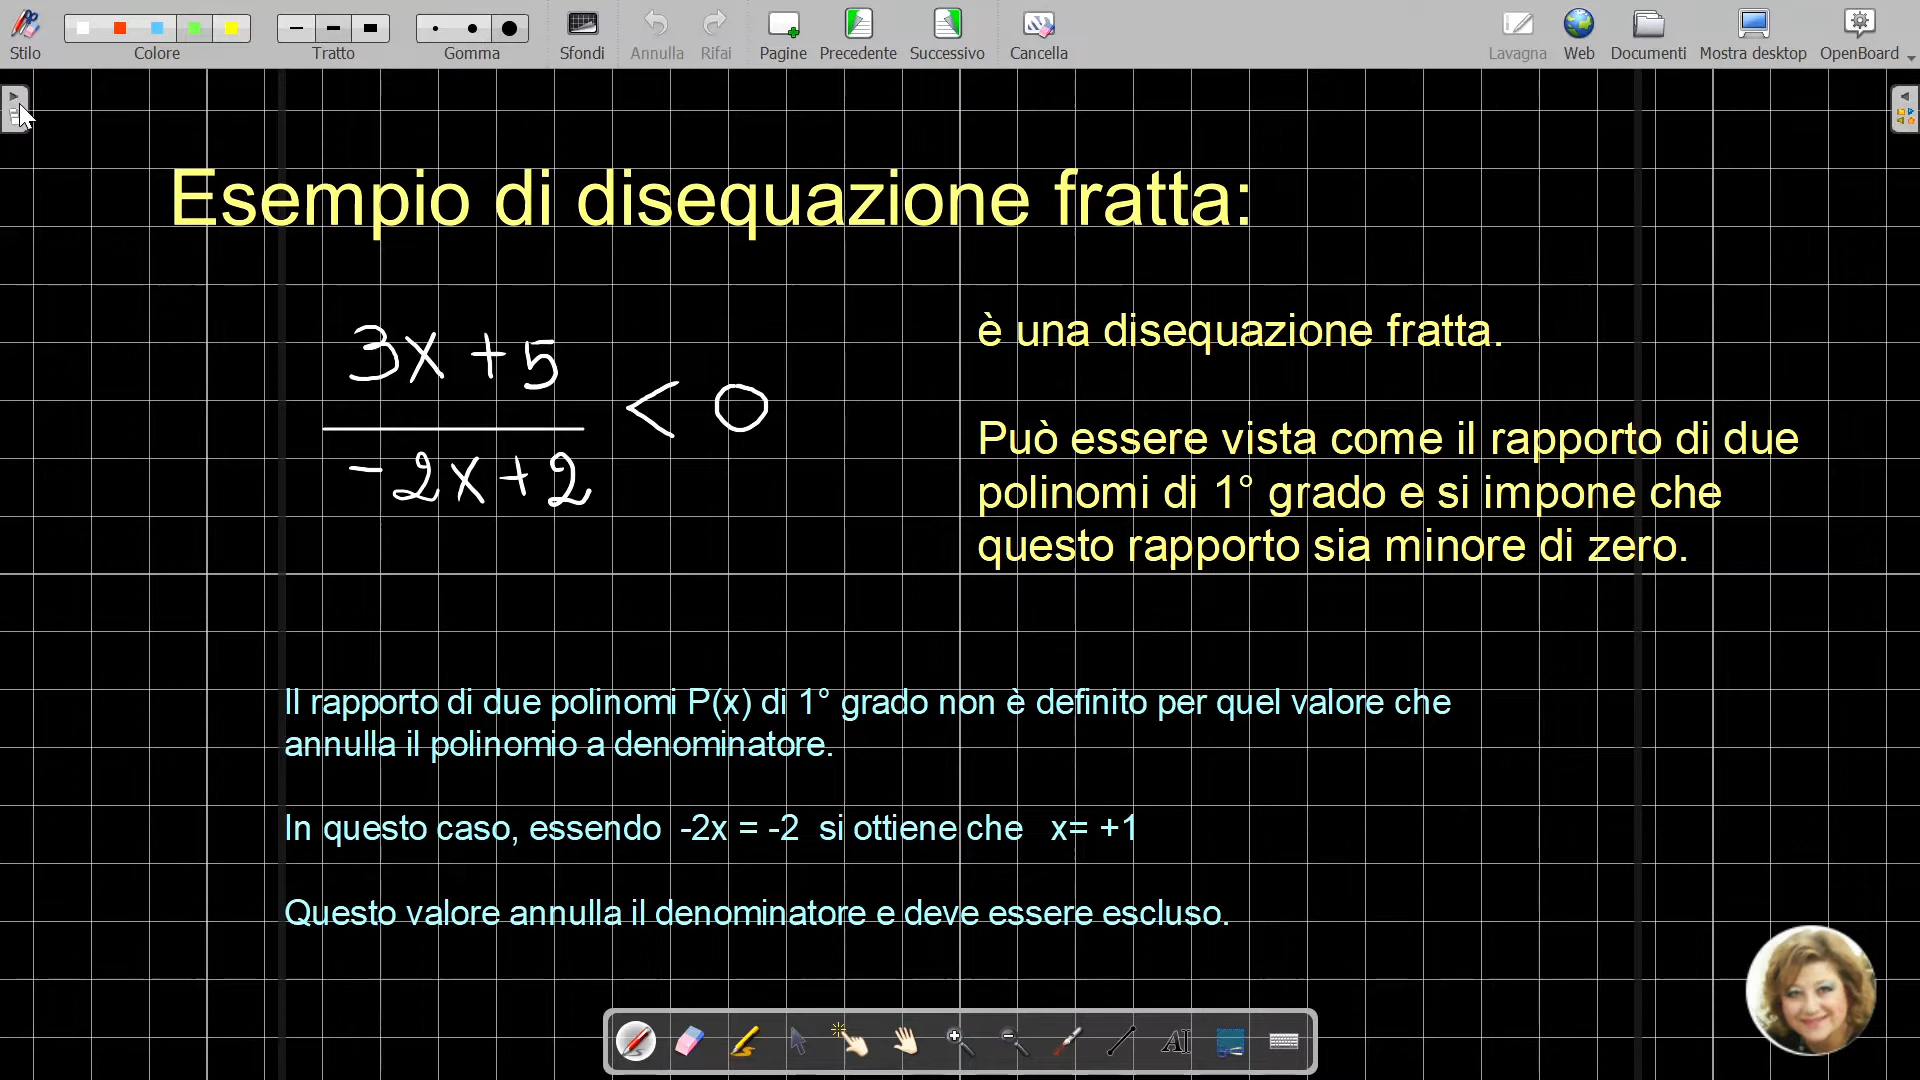 Stilo
Colore
Tratto
Gomma
Sfondi
Annulla
Rifai
Pagine
Precedente
Successivo
Cancella
Lavagna
Web
Documenti
Mostra desktop
OpenBoard
Esempio di disequazione fratta:
3x + 5
< 0
-2x + 2
è una disequazione fratta.
Può essere vista come il rapporto di due
polinomi di 1° grado e si impone che
questo rapporto sia minore di zero.
Il rapporto di due polinomi P(x) di 1° grado non è definito per quel valore che
annulla il polinomio a denominatore.
In questo caso, essendo -2x = -2 si ottiene che x= +1
Questo valore annulla il denominatore e deve essere escluso.